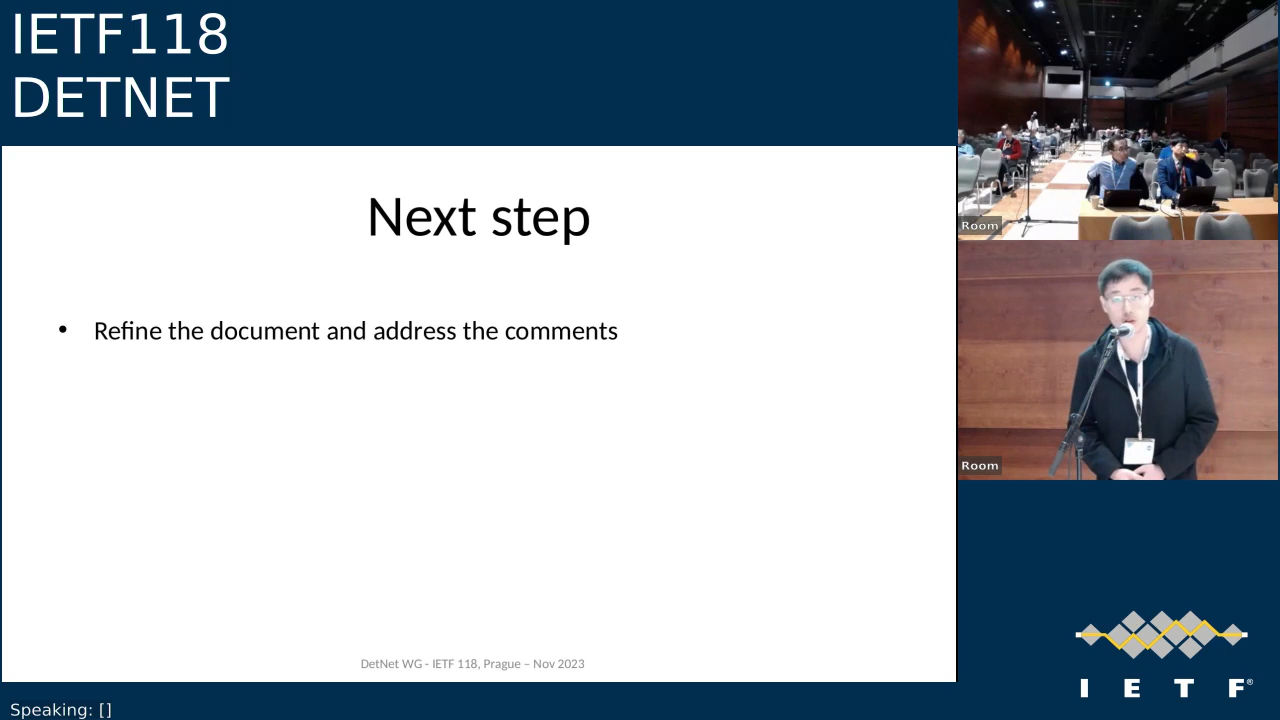 IETF118
DETNET
Next step
• Refine the document and address the comments
DetNet WG - IETF 118, Prague – Nov 2023
Speaking: []
Room
Room
I E T F®